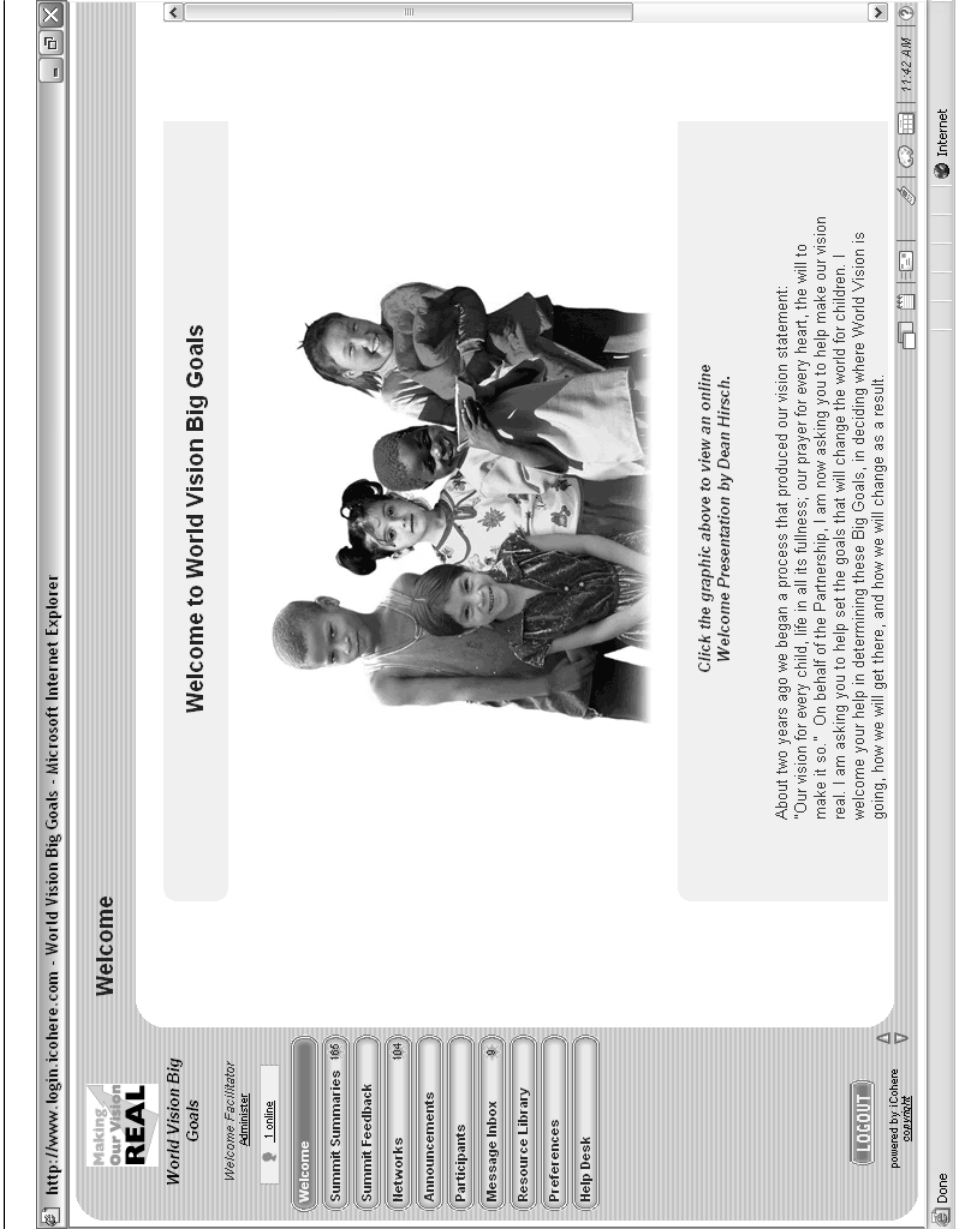 http://www.login.icohere.com - World Vision Big Goals - Microsoft Internet Explorer
Making
Our Vision
REAL
Welcome
World Vision Big
Goals
Welcome Facilitator
Administer
1 online
Welcome
Summit Summaries 166
Summit Feedback
Networks 104
Announcements
Participants
Message Inbox 9
Resource Library
Preferences
Help Desk
LOGOUT
powered by iCohere
copyright
Welcome to World Vision Big Goals
Click the graphic above to view an online
Welcome Presentation by Dean Hirsch.
About two years ago we began a process that produced our vision statement:
"Our vision for every child, life in all its fullness; our prayer for every heart, the will to
make it so." On behalf of the Partnership, I am now asking you to help make our vision
real. I am asking you to help set the goals that will change the world for children. I
welcome your help in determining these Big Goals, in deciding where World Vision is
going, how we will get there, and how we will change as a result.
11:42 AM
Done
Internet